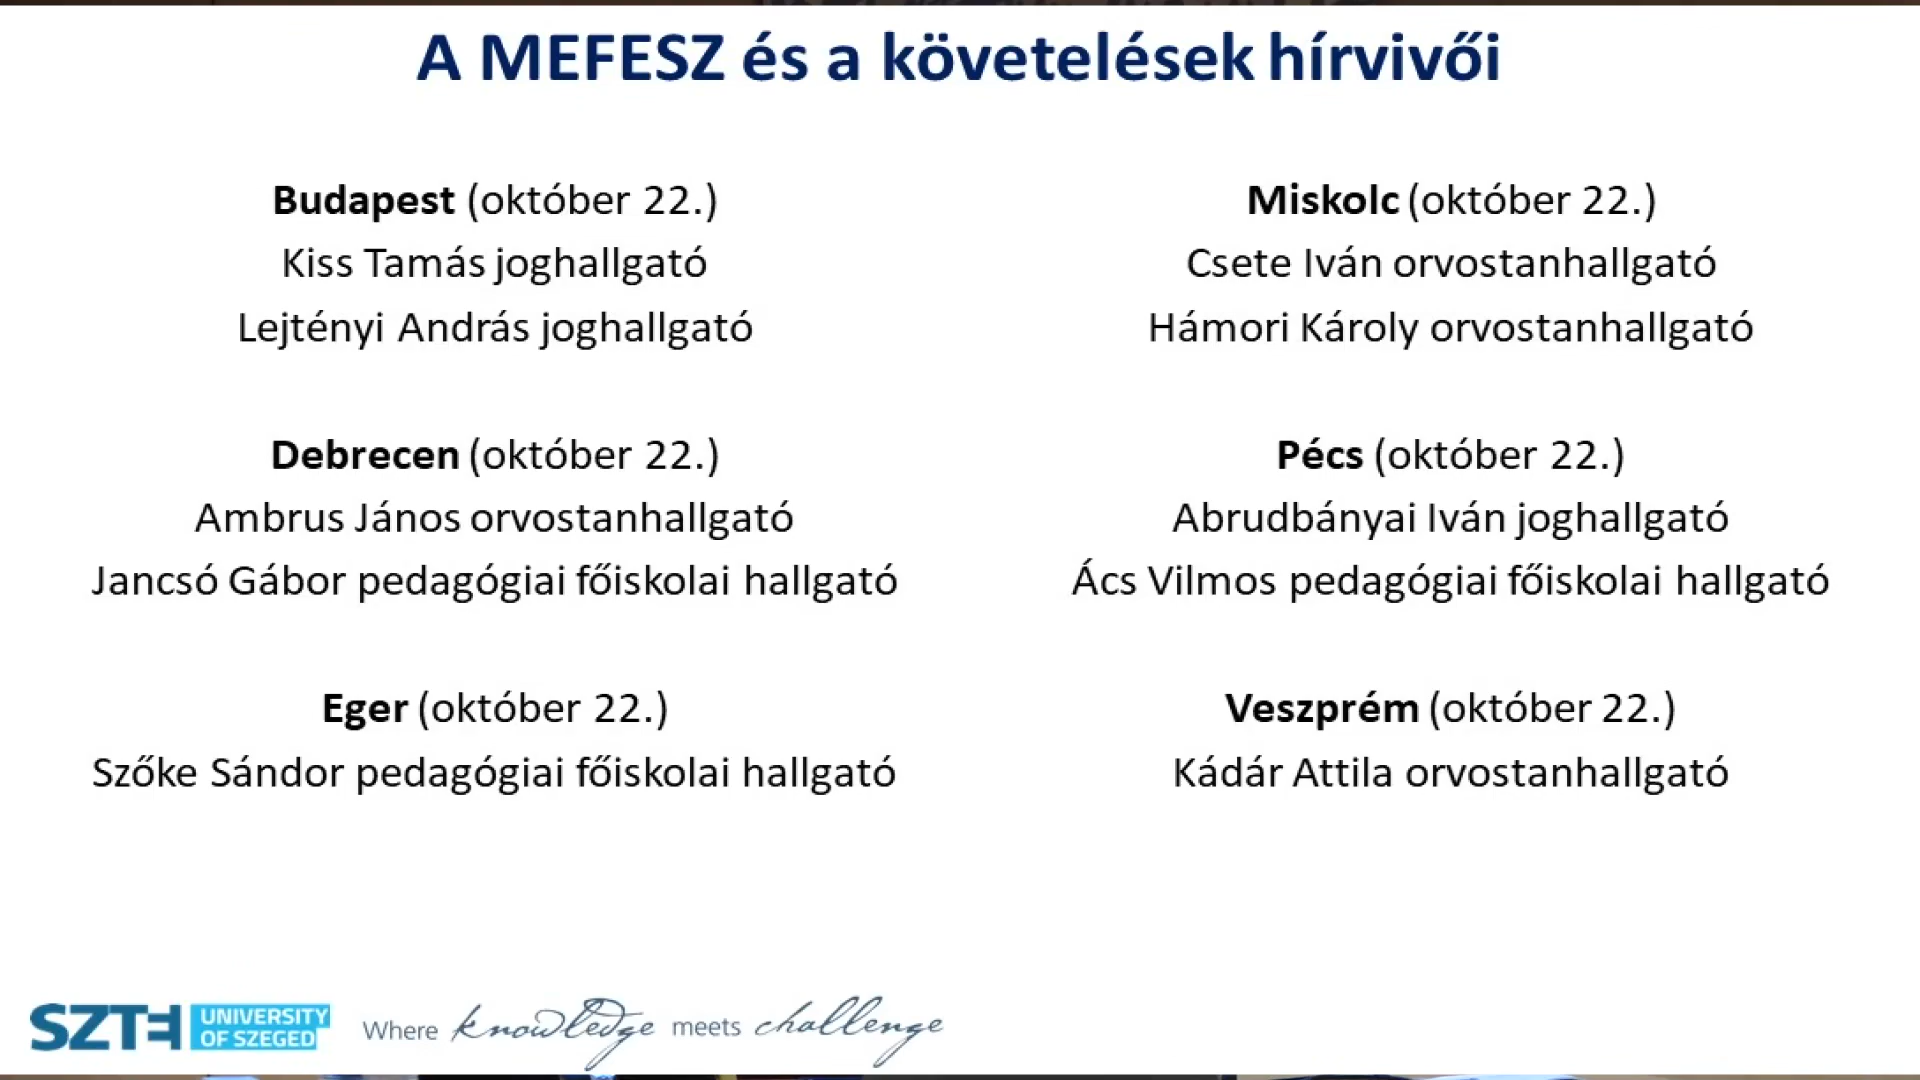 A MEFESZ és a követelések hírvivői
Budapest (október 22.)
Kiss Tamás joghallgató
Lejtényi András joghallgató
Debrecen (október 22.)
Ambrus János orvostanhallgató
Jancsó Gábor pedagógiai főiskolai hallgató
Eger (október 22.)
Szőke Sándor pedagógiai főiskolai hallgató
Miskolc (október 22.)
Csete Iván orvostanhallgató
Hámori Károly orvostanhallgató
Pécs (október 22.)
Abrudbányai Iván joghallgató
Ács Vilmos pedagógiai főiskolai hallgató
Veszprém (október 22.)
Kádár Attila orvostanhallgató
SZTE UNIVERSITY
OF SZEGED
Where knowledge meets challenge